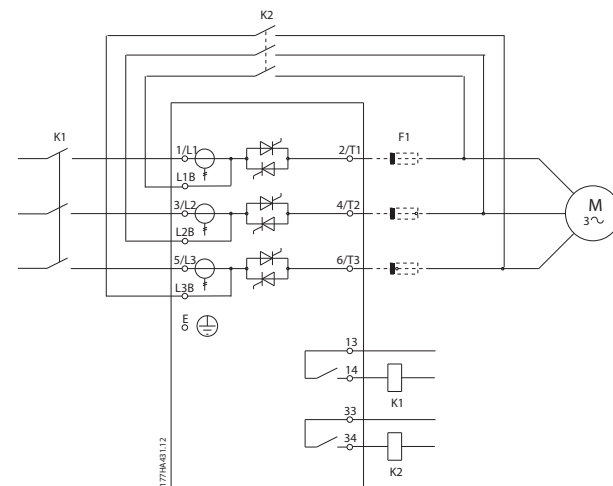 K2
K1
1/L1
2/T1
F1
L1B
3/L2
4/T2
M
3
L2B
5/L3
6/T3
L3B
E
13
14
K1
33
34
K2
177HA431.12